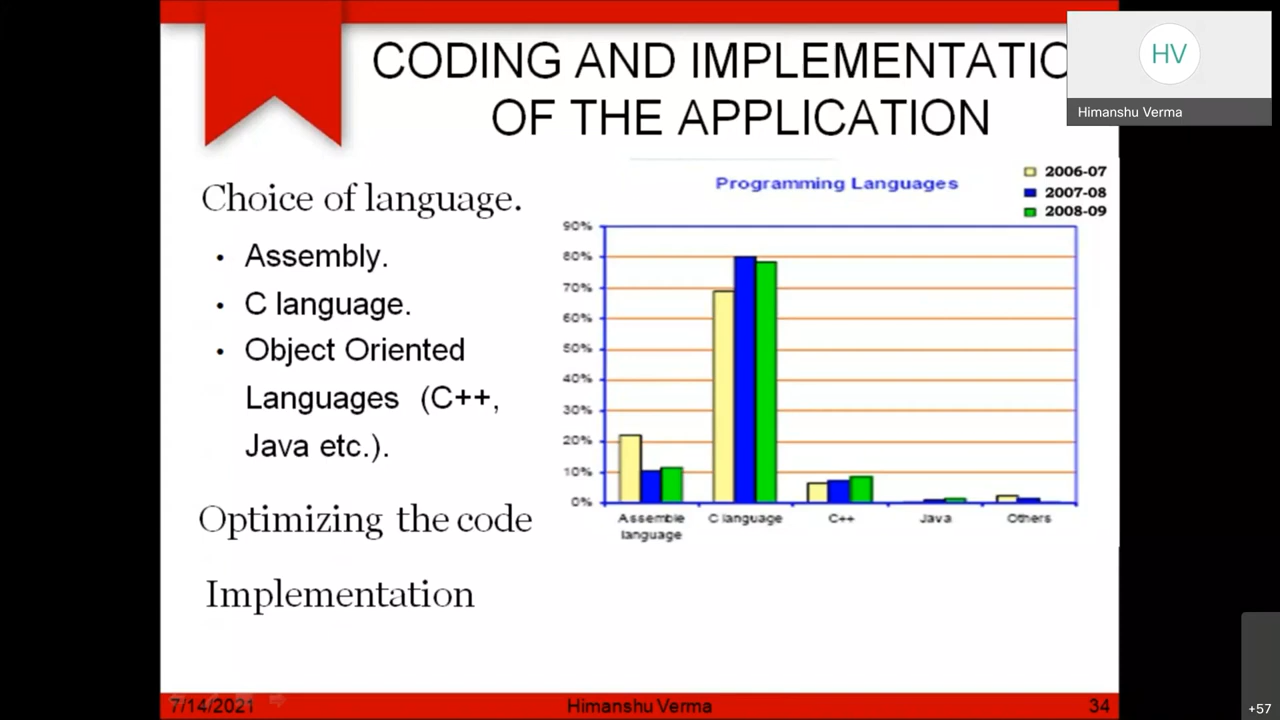 CODING AND IMPLEMENTATIO
OF THE APPLICATION
HV
Himanshu Verma
Choice of language.
• Assembly.
• C language.
• Object Oriented
Languages (C++,
Java etc.).
Optimizing the code
Implementation
Programming Languages
2006-07
2007-08
2008-09
90%
80%
70%
60%
50%
40%
30%
20%
10%
0%
Assemble
language
C language
C++
Java
Others
7/14/2021
Himanshu Verma
34
+57